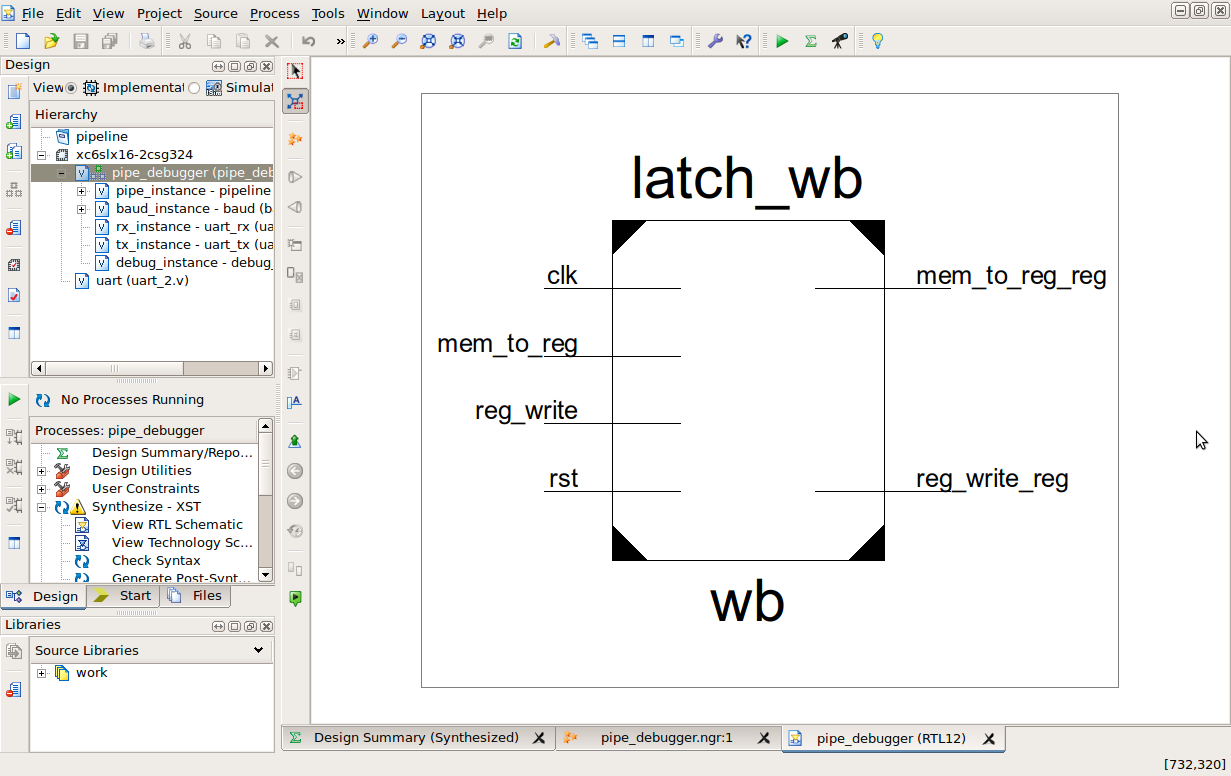 File Edit View Project Source Process Tools Window Layout Help
»
Design
View: Implementat Simulat
Hierarchy
pipeline
xc6slx16-2csg324
pipe_debugger (pipe_deb
pipe_instance - pipeline
baud_instance - baud (b
rx_instance - uart_rx (ua
tx_instance - uart_tx (ua
debug_instance - debug_
uart (uart_2.v)
No Processes Running
Processes: pipe_debugger
Design Summary/Repo...
Design Utilities
User Constraints
Synthesize - XST
View RTL Schematic
View Technology Sc...
Check Syntax
Generate Post-Synt...
Design Start Files
Libraries
Source Libraries
work
latch_wb
clk
mem_to_reg
reg_write
rst
mem_to_reg_reg
reg_write_reg
wb
Design Summary (Synthesized) pipe_debugger.ngr:1 pipe_debugger (RTL12)
[732,320]